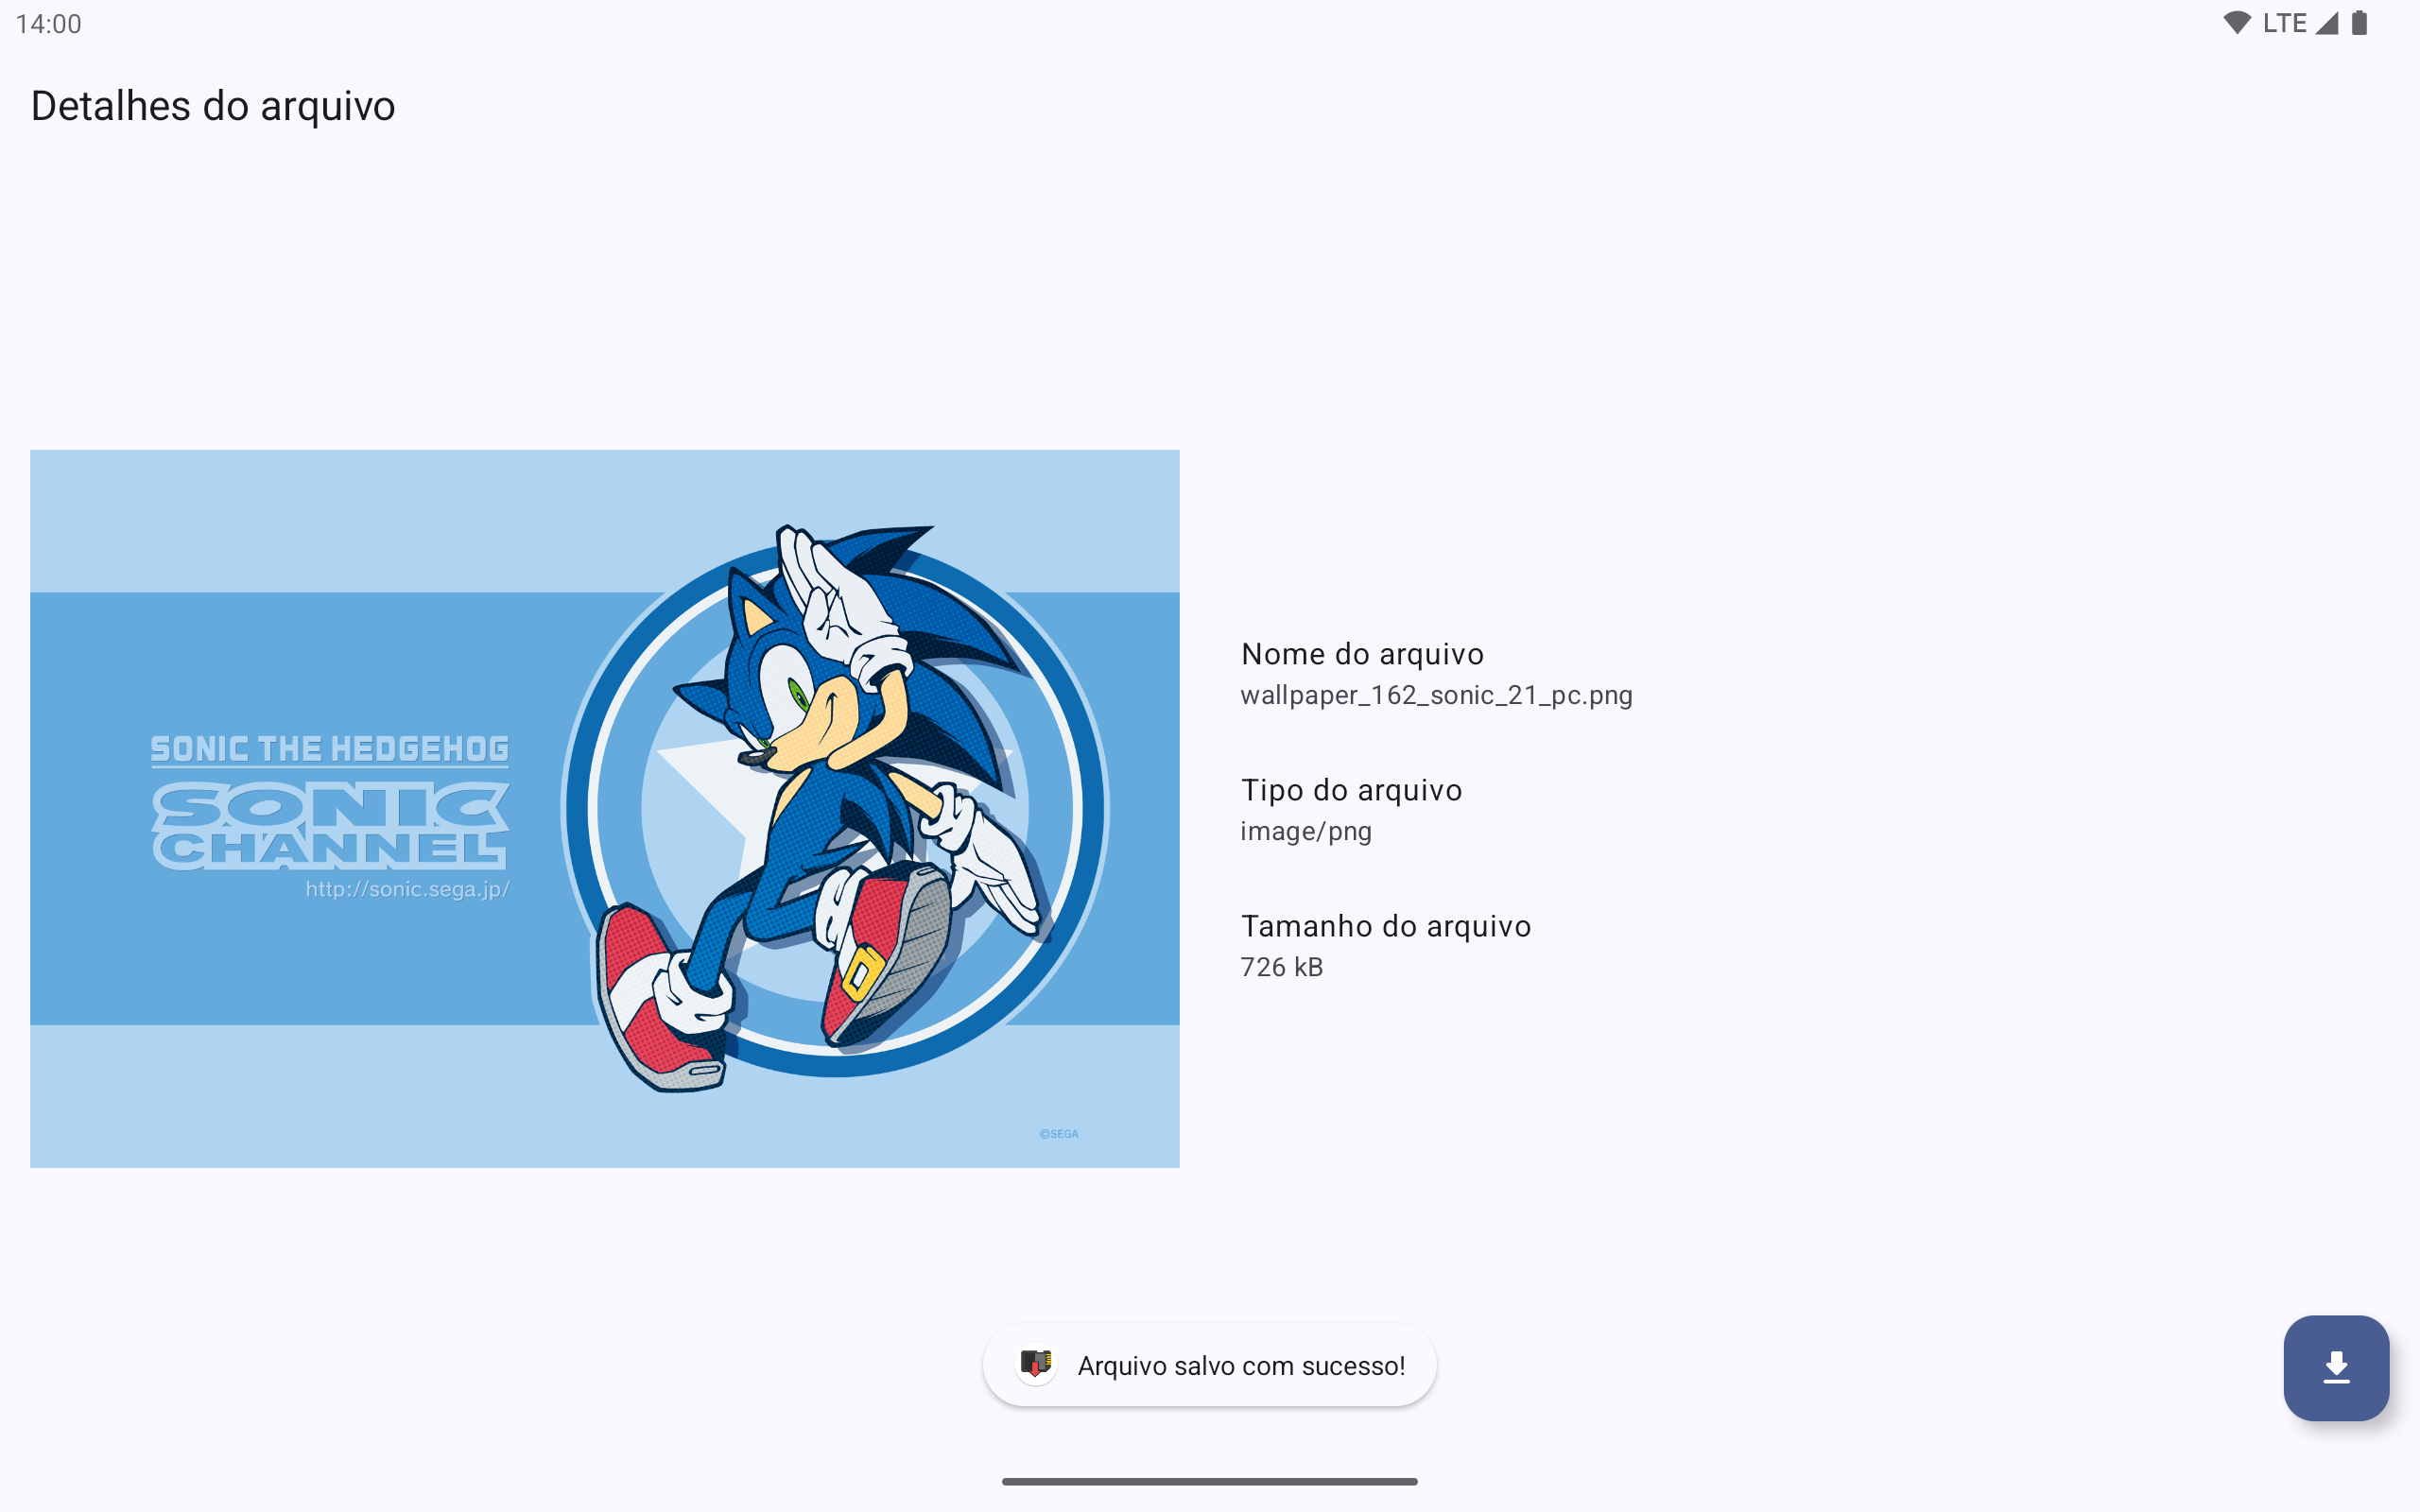 14:00
LTE
Detalhes do arquivo
SONIC THE HEDGEHOG
SONIC
CHANNEL
http://sonic.sega.jp/
©SEGA
Nome do arquivo
wallpaper_162_sonic_21_pc.png
Tipo do arquivo
image/png
Tamanho do arquivo
726 kB
Arquivo salvo com sucesso!